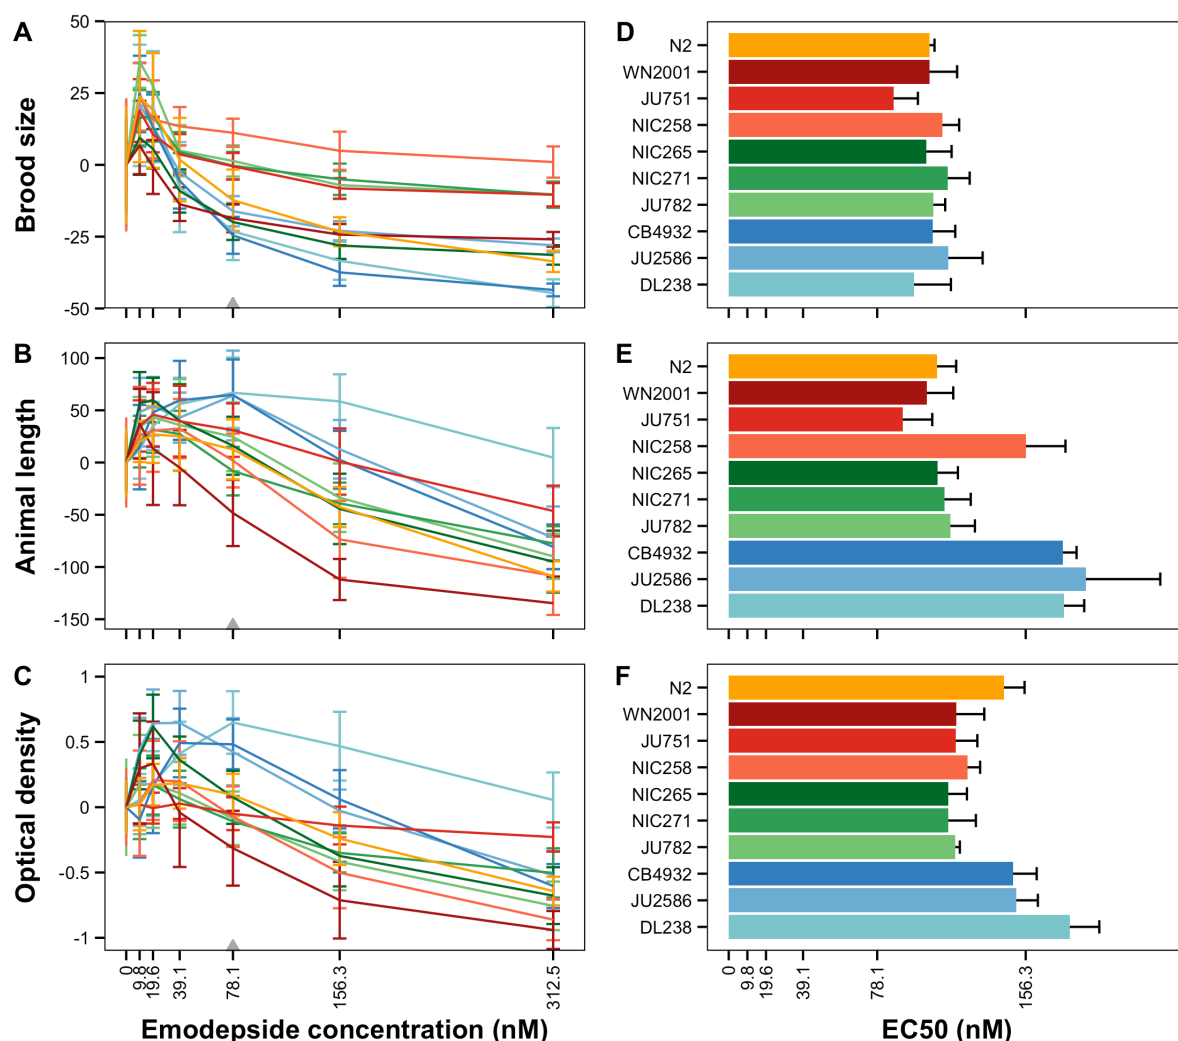 A
Brood size
50
25
0
-25
-50
B
Animal length
100
50
0
-50
-100
-150
C
Optical density
1
0.5
0
-0.5
-1
0
9.8
19.6
39.1
78.1
156.3
312.5
Emodepside concentration (nM)
D
N2
WN2001
JU751
NIC258
NIC265
NIC271
JU782
CB4932
JU2586
DL238
E
N2
WN2001
JU751
NIC258
NIC265
NIC271
JU782
CB4932
JU2586
DL238
F
N2
WN2001
JU751
NIC258
NIC265
NIC271
JU782
CB4932
JU2586
DL238
0
9.8
19.6
39.1
78.1
156.3
EC50 (nM)